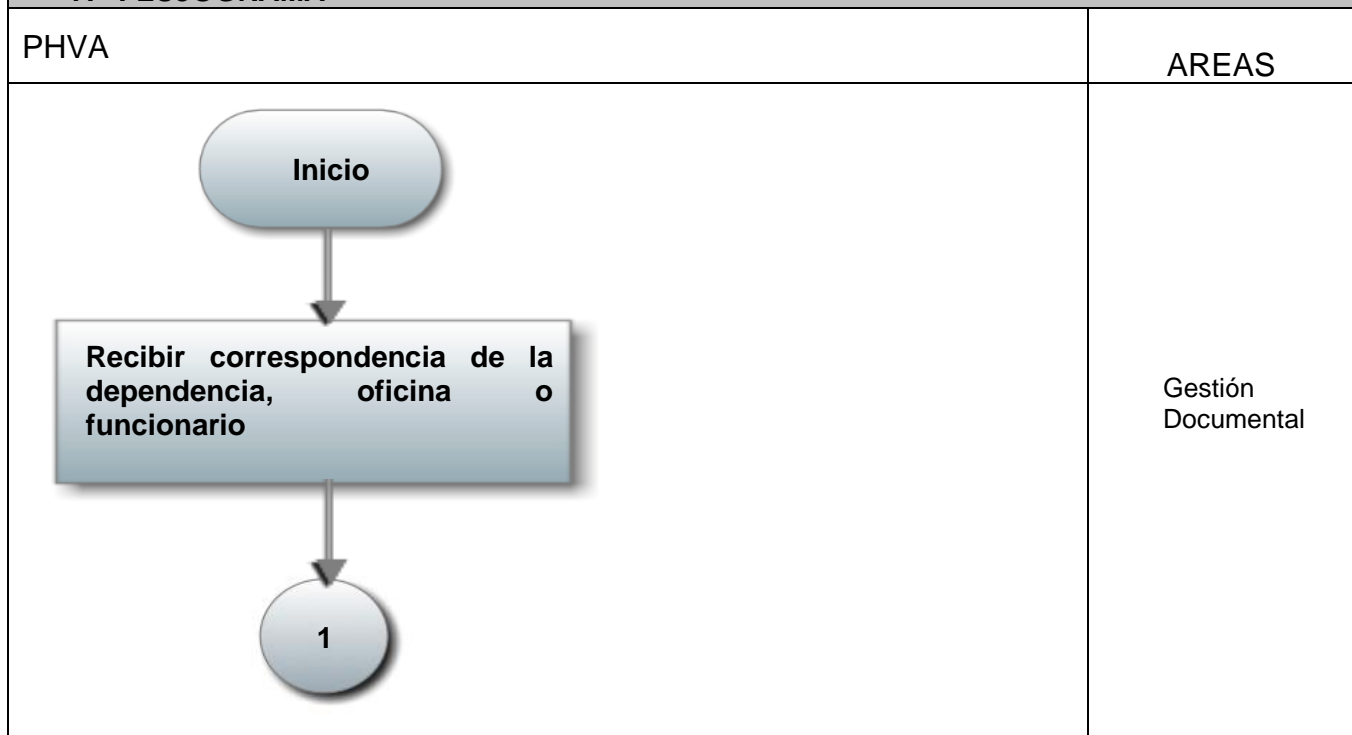 PHVA
AREAS
Inicio
Recibir correspondencia de la
dependencia, oficina o
funcionario
Gestión
Documental
1